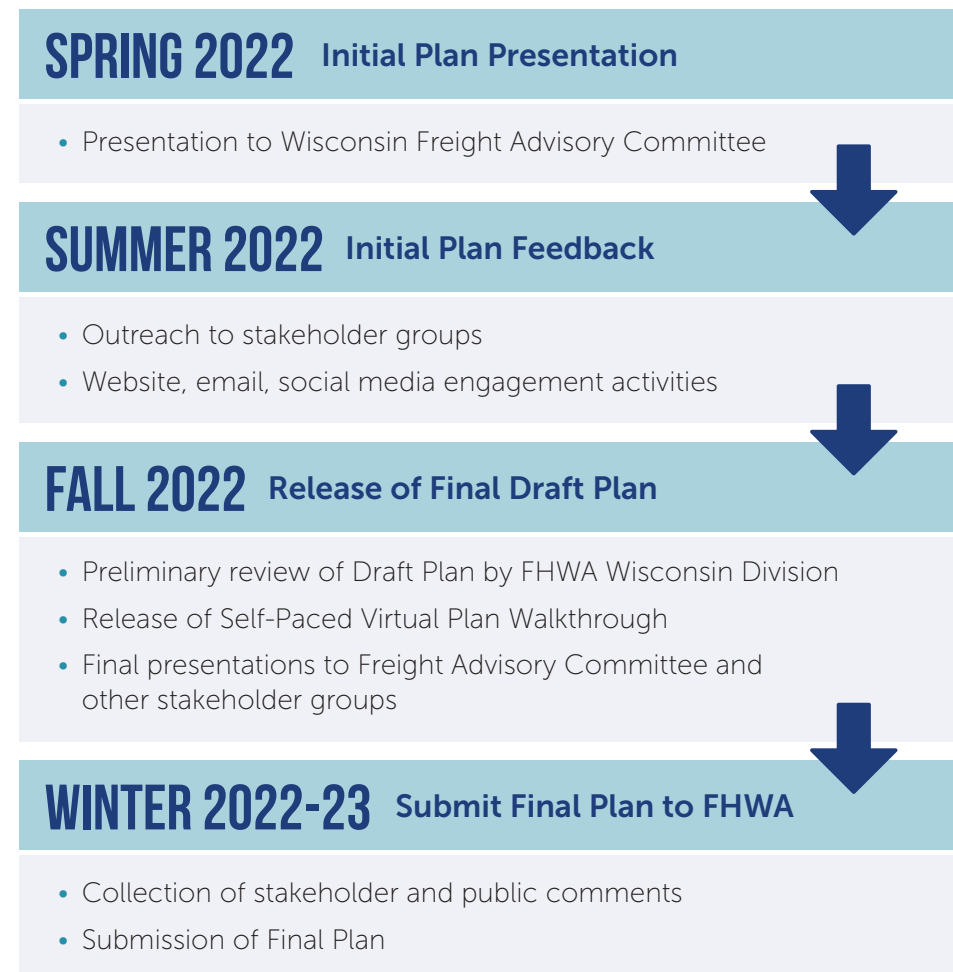 SPRING 2022 Initial Plan Presentation
• Presentation to Wisconsin Freight Advisory Committee
SUMMER 2022 Initial Plan Feedback
• Outreach to stakeholder groups
• Website, email, social media engagement activities
FALL 2022 Release of Final Draft Plan
• Preliminary review of Draft Plan by FHWA Wisconsin Division
• Release of Self-Paced Virtual Plan Walkthrough
• Final presentations to Freight Advisory Committee and
other stakeholder groups
WINTER 2022-23 Submit Final Plan to FHWA
• Collection of stakeholder and public comments
• Submission of Final Plan